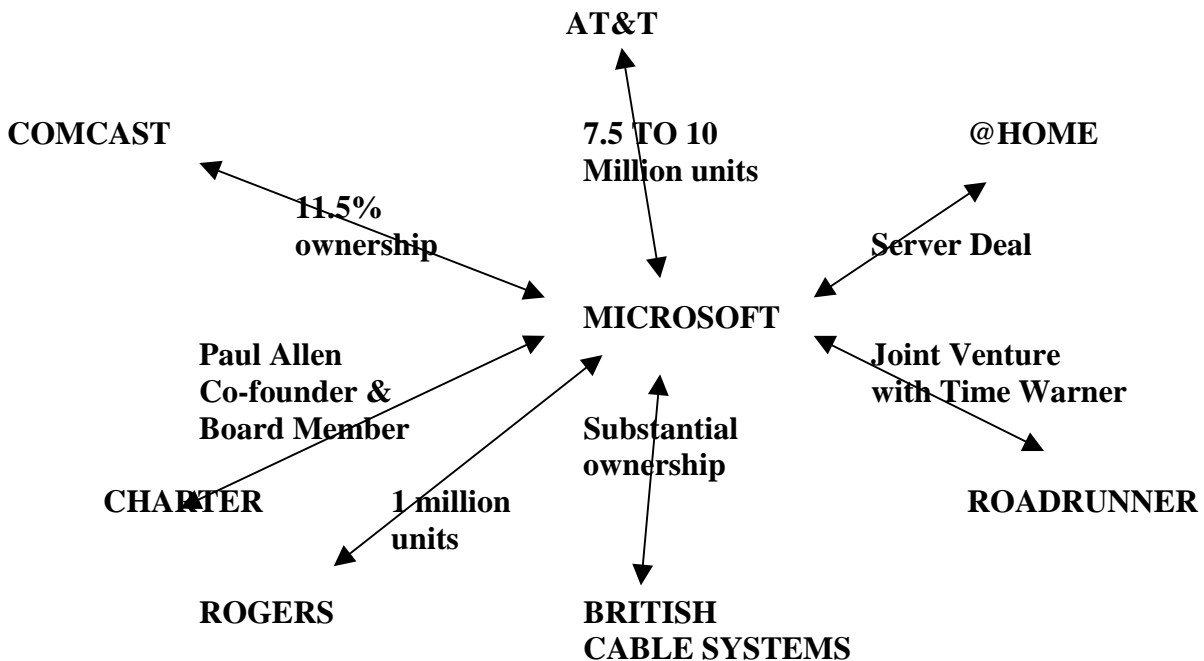 AT&T
COMCAST
7.5 TO 10
Million units
@HOME
11.5%
ownership
Server Deal
MICROSOFT
Paul Allen
Co-founder &
Board Member
Joint Venture
with Time Warner
Substantial
ownership
CHARTER
1 million
units
ROADRUNNER
ROGERS
BRITISH
CABLE SYSTEMS